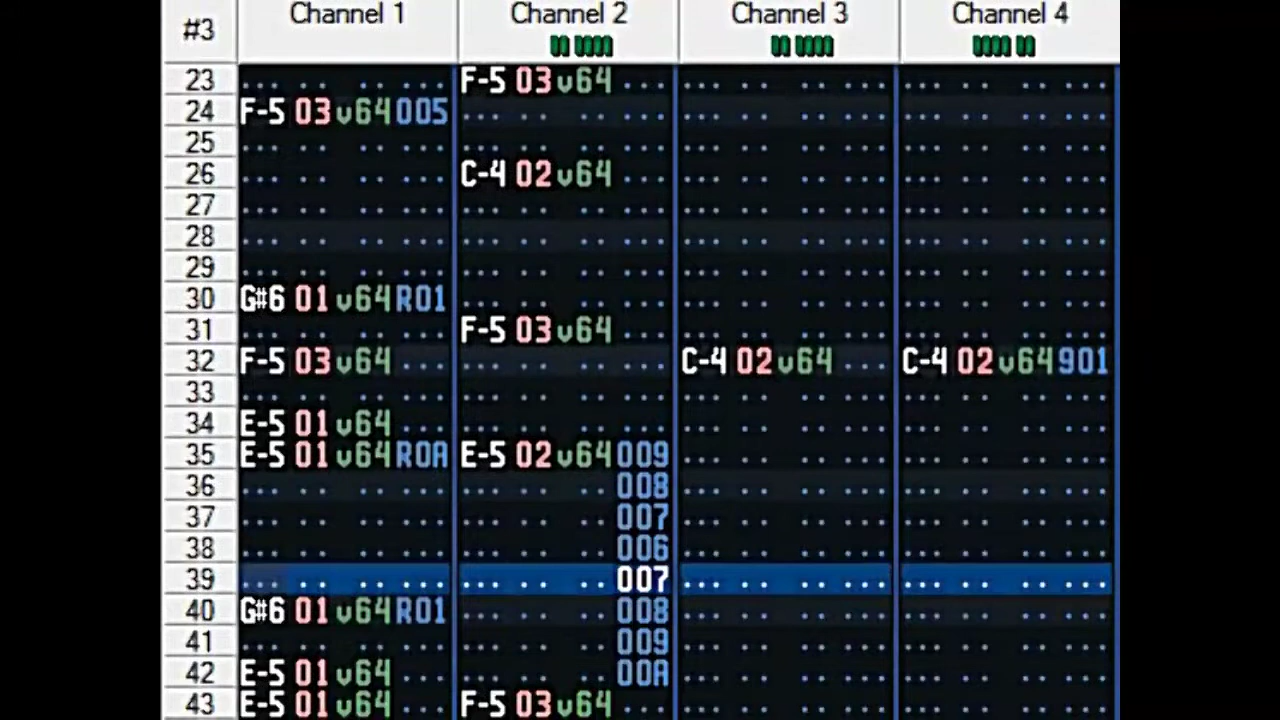 #3 Channel 1 Channel 2 Channel 3 Channel 4
23 ... .. .. ... F-5 03 v64 ... ... .. .. ... ... .. .. ...
24 F-5 03 v64 005 ... .. .. ... ... .. .. ... ... .. .. ...
25 ... .. .. ... ... .. .. ... ... .. .. ... ... .. .. ...
26 ... .. .. ... C-4 02 v64 ... ... .. .. ... ... .. .. ...
27 ... .. .. ... ... .. .. ... ... .. .. ... ... .. .. ...
28 ... .. .. ... ... .. .. ... ... .. .. ... ... .. .. ...
29 ... .. .. ... ... .. .. ... ... .. .. ... ... .. .. ...
30 G#6 01 v64 R01 ... .. .. ... ... .. .. ... ... .. .. ...
31 ... .. .. ... F-5 03 v64 ... ... .. .. ... ... .. .. ...
32 F-5 03 v64 ... ... .. .. ... C-4 02 v64 ... C-4 02 v64 901
33 ... .. .. ... ... .. .. ... ... .. .. ... ... .. .. ...
34 E-5 01 v64 ... ... .. .. ... ... .. .. ... ... .. .. ...
35 E-5 01 v64 R0A E-5 02 v64 009 ... .. .. ... ... .. .. ...
36 ... .. .. ... ... .. .. 008 ... .. .. ... ... .. .. ...
37 ... .. .. ... ... .. .. 007 ... .. .. ... ... .. .. ...
38 ... .. .. ... ... .. .. 006 ... .. .. ... ... .. .. ...
39 ... .. .. ... ... .. .. 007 ... .. .. ... ... .. .. ...
40 G#6 01 v64 R01 ... .. .. 008 ... .. .. ... ... .. .. ...
41 ... .. .. ... ... .. .. 009 ... .. .. ... ... .. .. ...
42 E-5 01 v64 ... ... .. .. 00A ... .. .. ... ... .. .. ...
43 E-5 01 v64 ... F-5 03 v64 ... ... .. .. ... ... .. .. ...